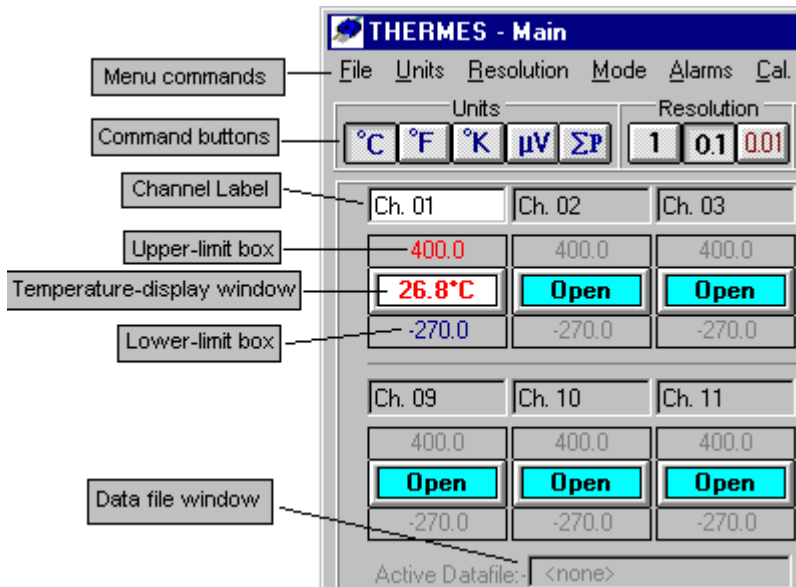 THERMES - Main
Menu commands
File Units Resolution Mode Alarms Cal.
Units Resolution
Command buttons
°C °F °K µV ΣP 1 0.1 0.01
Channel Label
Ch. 01 Ch. 02 Ch. 03
Upper-limit box
400.0 400.0 400.0
Temperature-display window
26.8*C Open Open
Lower-limit box
-270.0 -270.0 -270.0
Ch. 09 Ch. 10 Ch. 11
400.0 400.0 400.0
Open Open Open
Data file window
-270.0 -270.0 -270.0
Active Datafile:- <none>